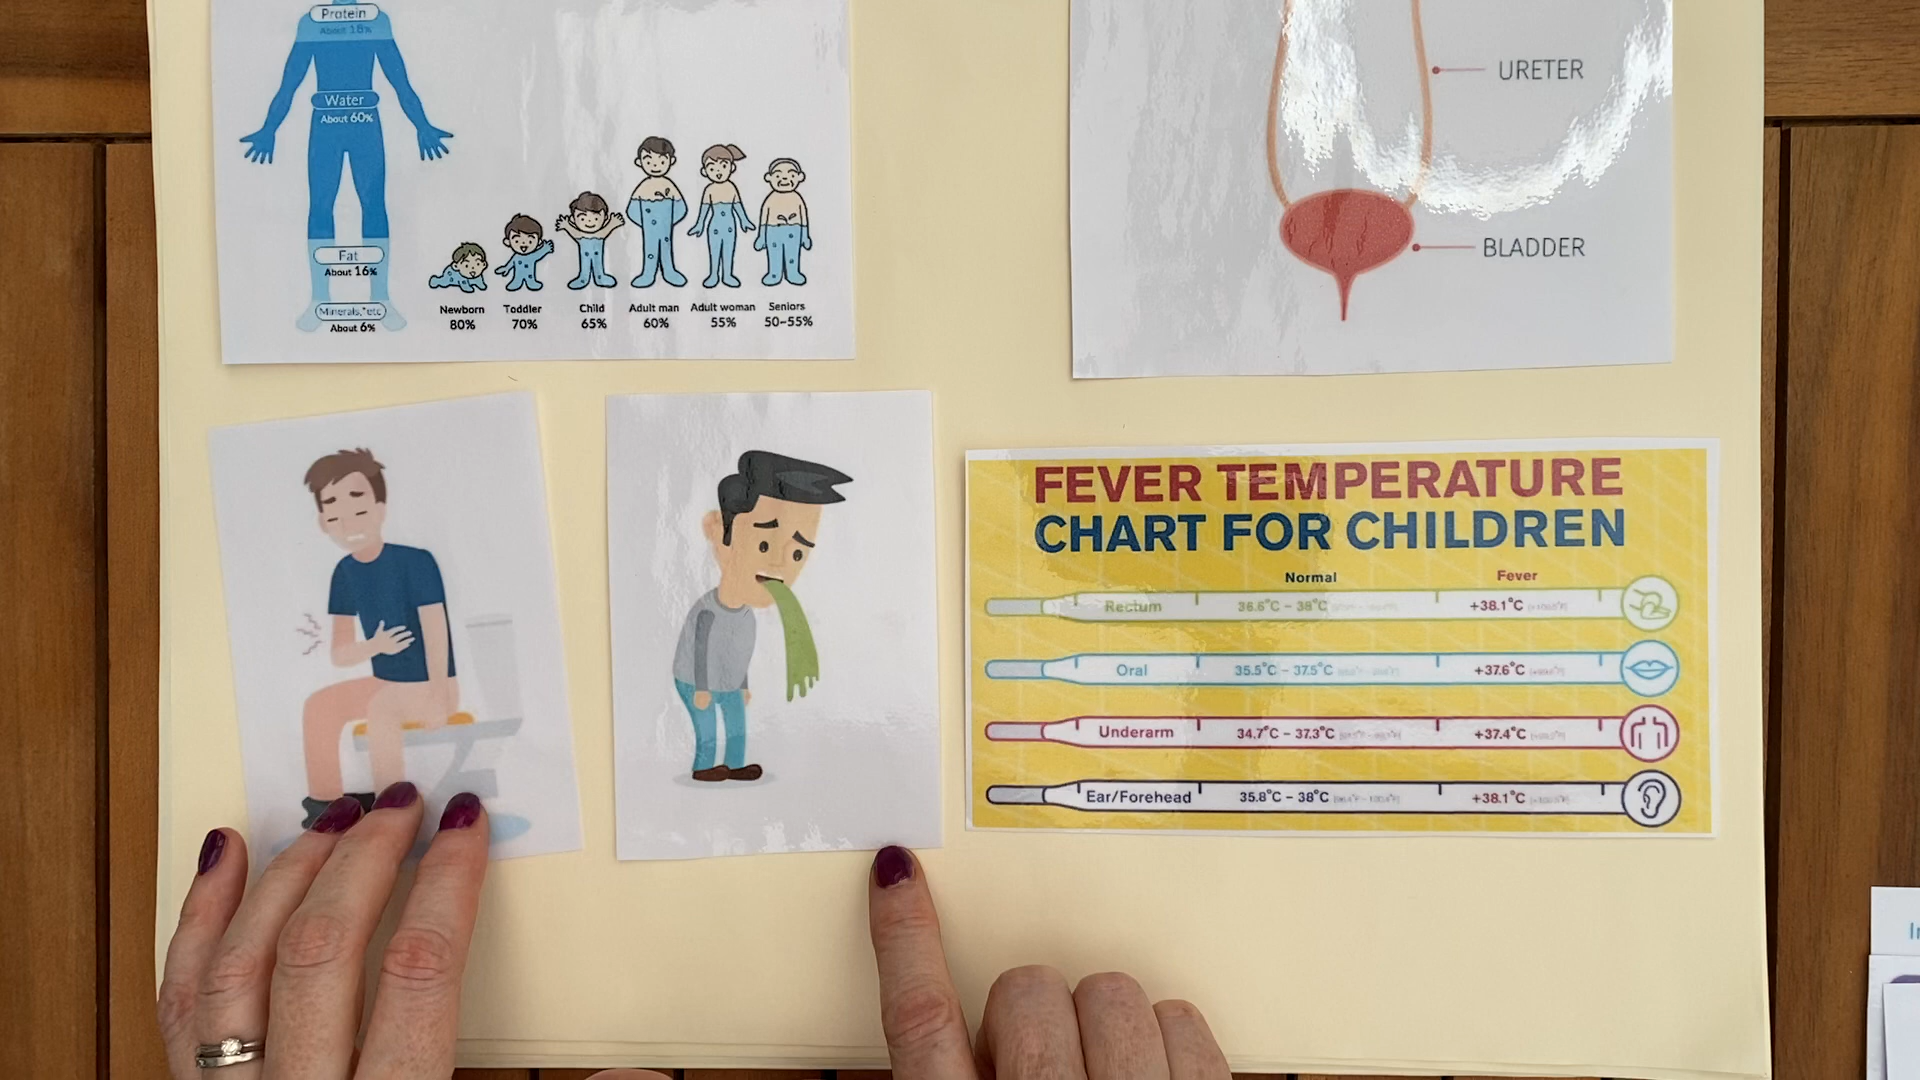 Protein
About 18%
Water
About 60%
Fat
About 16%
Minerals, etc
About 6%
Newborn
80%
Toddler
70%
Child
65%
Adult man
60%
Adult woman
55%
Seniors
50-55%
URETER
BLADDER
FEVER TEMPERATURE
CHART FOR CHILDREN
Normal Fever
Rectum 36.6°C - 38°C +38.1°C
Oral 35.5°C - 37.5°C +37.6°C
Underarm 34.7°C - 37.3°C +37.4°C
Ear/Forehead 35.8°C - 38°C +38.1°C